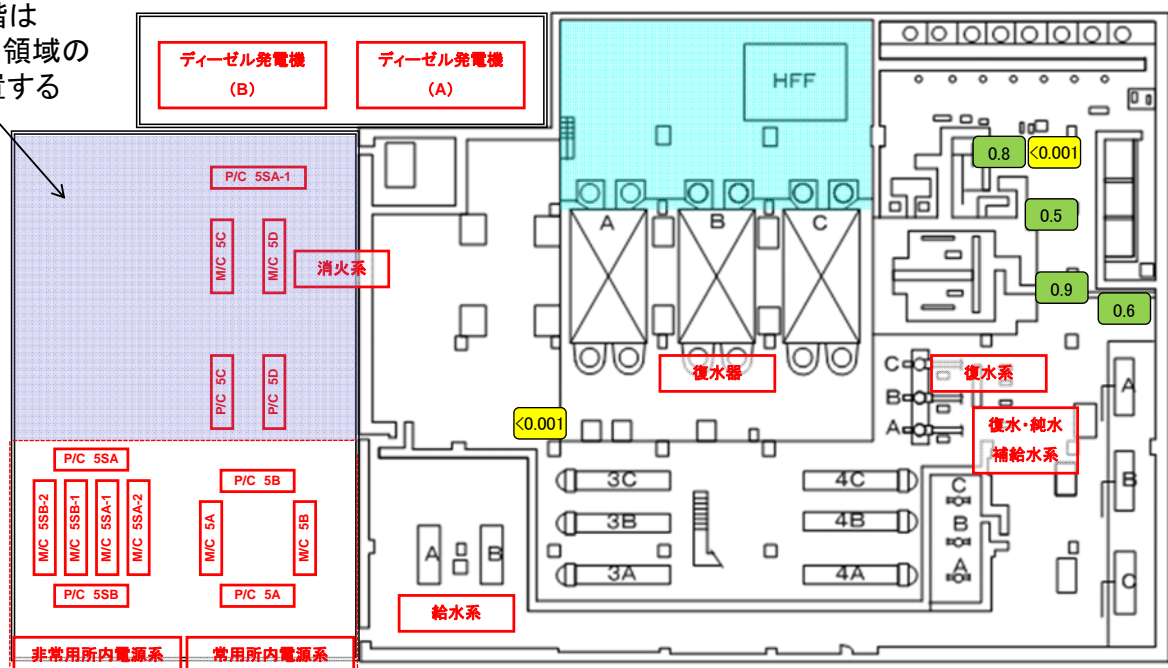 階は
領域の
置する
ディーゼル発電機
(B)
ディーゼル発電機
(A)
HFF
P/C 5SA-1
M/C 5C
M/C 5D
消火系
P/C 5C
P/C 5D
A
B
C
0.8
<0.001
0.5
0.9
0.6
復水器
復水系
C
B
A
復水・純水
補給水系
<0.001
P/C 5SA
M/C 5SB-2
M/C 5SB-1
M/C 5SA-1
M/C 5SA-2
P/C 5SB
P/C 5B
M/C 5A
M/C 5B
P/C 5A
非常用所内電源系
常用所内電源系
A
B
給水系
3C
3B
3A
4C
4B
4A
C
B
A
A
B
C